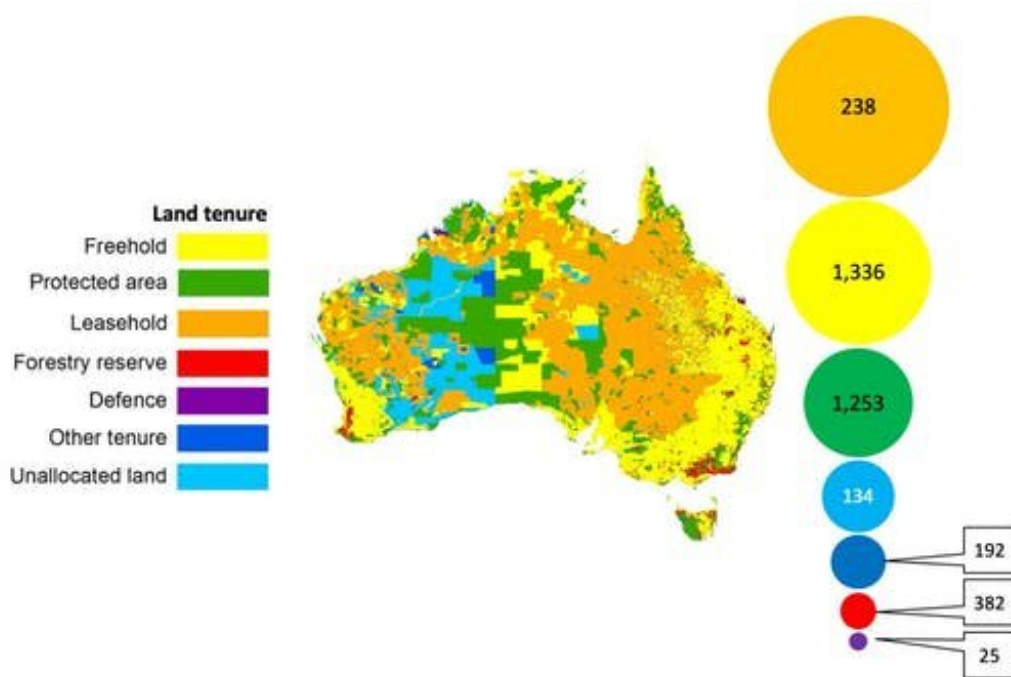 Land tenure
Freehold
Protected area
Leasehold
Forestry reserve
Defence
Other tenure
Unallocated land
238
1,336
1,253
134
192
382
25